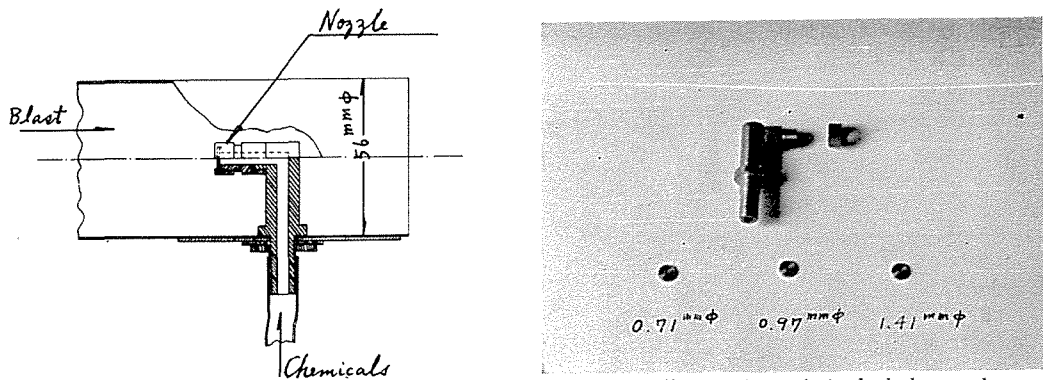 Nozzle
Blast
56 mmφ
Chemicals
0.71 mmφ
0.97 mmφ
1.41 mmφ